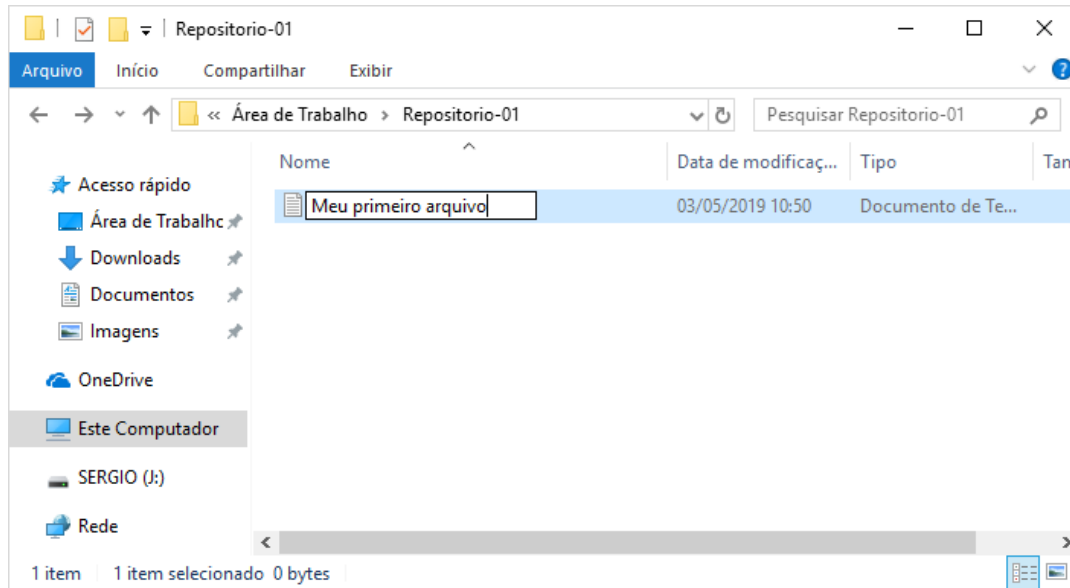 Repositorio-01
Arquivo Início Compartilhar Exibir
« Área de Trabalho > Repositorio-01 Pesquisar Repositorio-01
Nome Data de modificaç... Tipo Tan
Acesso rápido
Meu primeiro arquivo 03/05/2019 10:50 Documento de Te...
Área de Trabalhc
Downloads
Documentos
Imagens
OneDrive
Este Computador
SERGIO (J:)
Rede
1 item 1 item selecionado 0 bytes